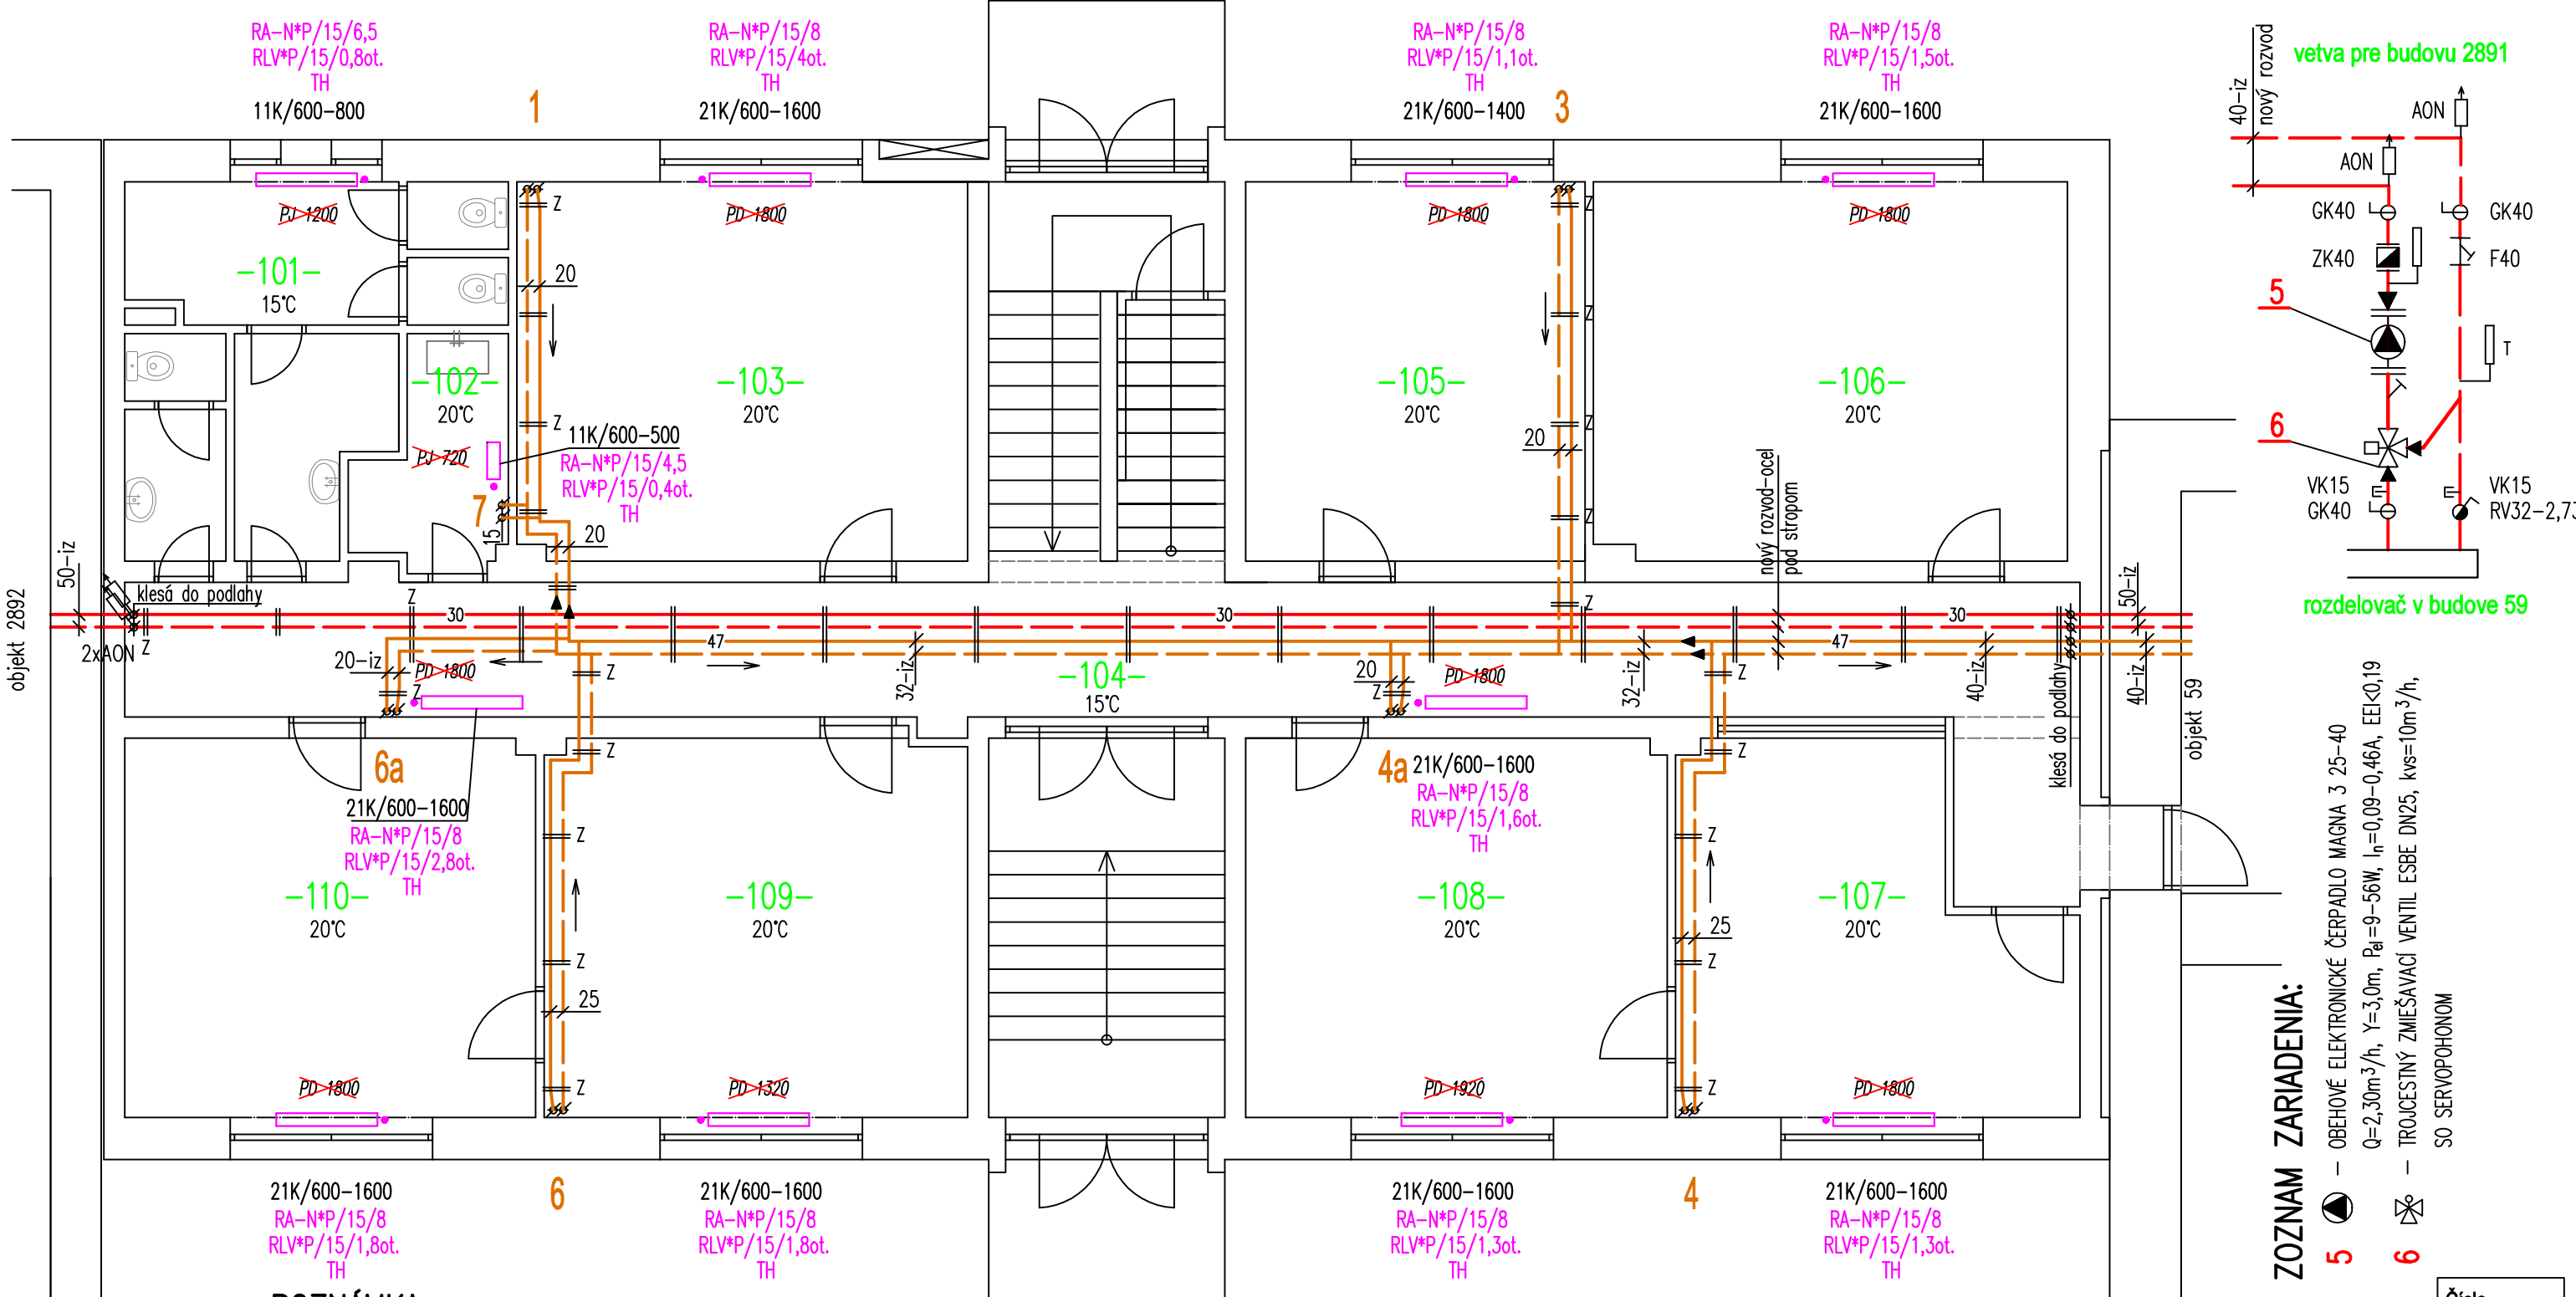 RA-N*P/15/6,5
RLV*P/15/0,8ot.
TH
11K/600-800
1
RA-N*P/15/8
RLV*P/15/4ot.
TH
21K/600-1600
RA-N*P/15/8
RLV*P/15/1,1ot.
TH
21K/600-1400
3
RA-N*P/15/8
RLV*P/15/1,5ot.
TH
21K/600-1600
40-iz
nový rozvod
vetva pre budovu 2891
AON
AON
GK40
GK40
ZK40
F40
5
T
6
VK15
GK40
VK15
RV32-2,73
rozdelovač v budove 59
PJ-1200
PD-1800
PD-1800
PD-1800
Z
Z
-101-
15°C
20
Z
-102-
20°C
-103-
20°C
-105-
20°C
-106-
20°C
Z
Z
20
PJ-720
11K/600-500
RA-N*P/15/4,5
RLV*P/15/0,4ot.
TH
7
15
20
Z
nový rozvod-ocel
pod stropom
objekt 2892
50-iz
klesá do podlahy
Z
Z
30
30
30
50-iz
2xAON
Z
47
47
20-iz
PD-1800
Z
Z
32-iz
-104-
15°C
20
Z
PD-1800
32-iz
Z
40-iz
klesá do podlahy
40-iz
objekt 59
Z
Z
6a
21K/600-1600
RA-N*P/15/8
RLV*P/15/2,8ot.
TH
4a
21K/600-1600
RA-N*P/15/8
RLV*P/15/1,6ot.
TH
Z
Z
-110-
20°C
-109-
20°C
-108-
20°C
-107-
20°C
25
Z
Z
25
Z
Z
PD-1800
PD-1320
PD-1920
PD-1800
21K/600-1600
RA-N*P/15/8
RLV*P/15/1,8ot.
TH
6
21K/600-1600
RA-N*P/15/8
RLV*P/15/1,8ot.
TH
21K/600-1600
RA-N*P/15/8
RLV*P/15/1,3ot.
TH
4
21K/600-1600
RA-N*P/15/8
RLV*P/15/1,3ot.
TH
ZOZNAM ZARIADENIA:
5 - OBEHOVÉ ELEKTRONICKÉ ČERPADLO MAGNA 3 25-40
Q=2,30m³/h, Y=3,0m, Pel=9-56W, In=0,09-0,46A, EEI<0,19
6 - TROJCESTNÝ ZMIEŠAVACÍ VENTIL ESBE DN25, kvs=10m³/h,
SO SERVOPOHONOM